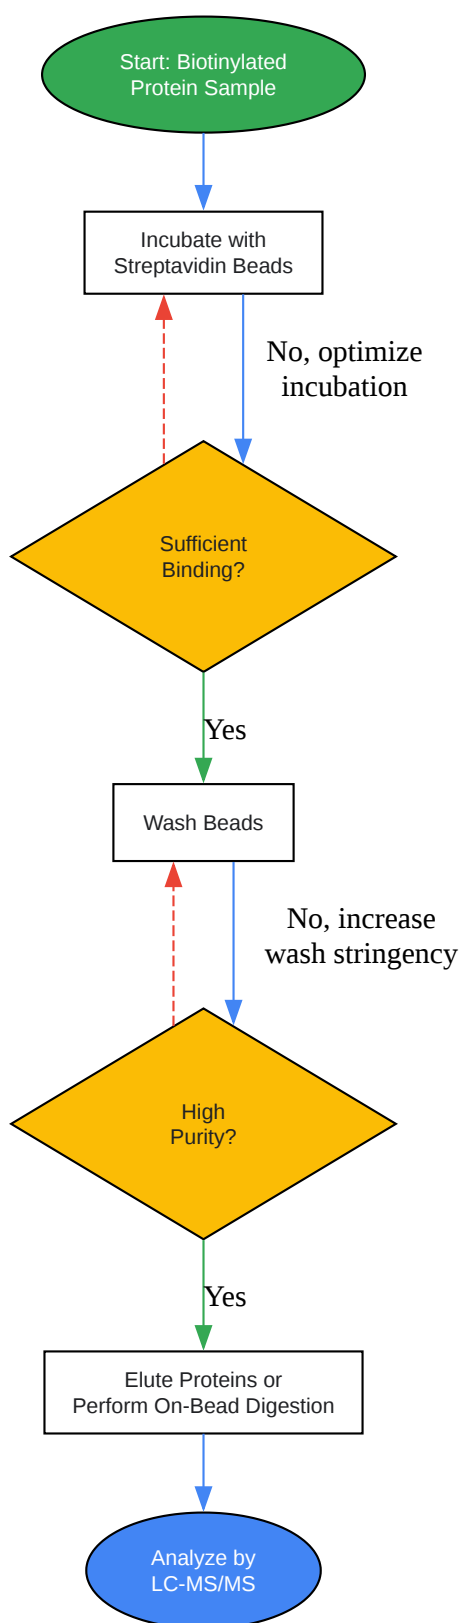 Start: Biotinylated
Protein Sample
Incubate with
Streptavidin Beads
No, optimize
incubation
Sufficient
Binding?
Yes
Wash Beads
No, increase
wash stringency
High
Purity?
Yes
Elute Proteins or
Perform On-Bead Digestion
Analyze by
LC-MS/MS